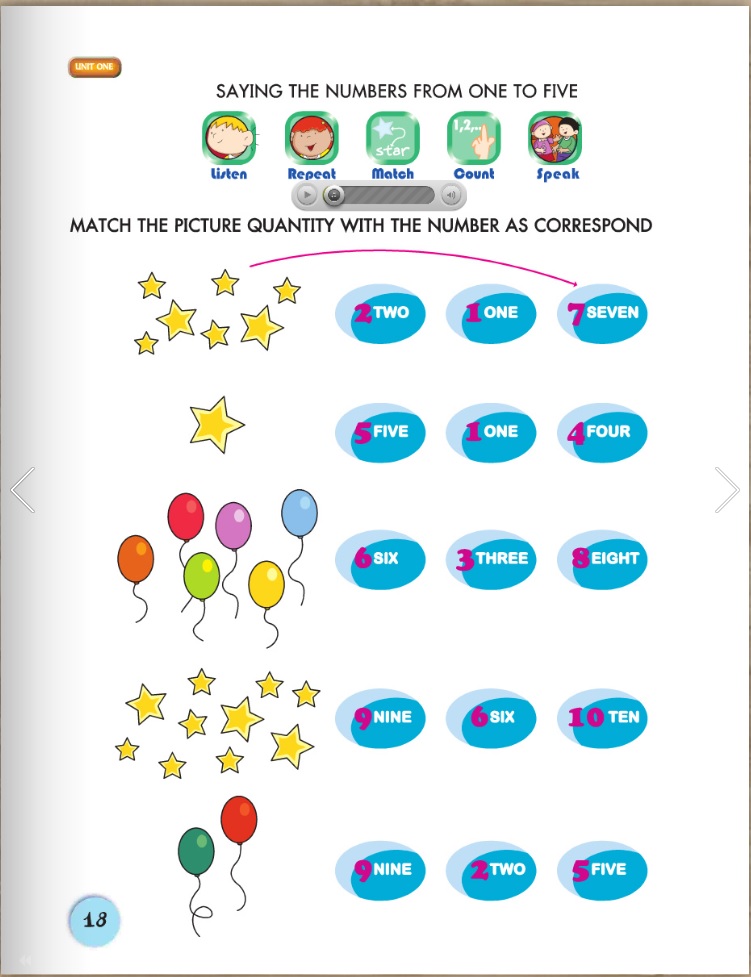 UNIT ONE
SAYING THE NUMBERS FROM ONE TO FIVE
1,2,...
star
Listen Repeat Match Count Speak
MATCH THE PICTURE QUANTITY WITH THE NUMBER AS CORRESPOND
2 TWO 1 ONE 7 SEVEN
5 FIVE 1 ONE 4 FOUR
6 SIX 3 THREE 8 EIGHT
9 NINE 6 SIX 10 TEN
9 NINE 2 TWO 5 FIVE
18